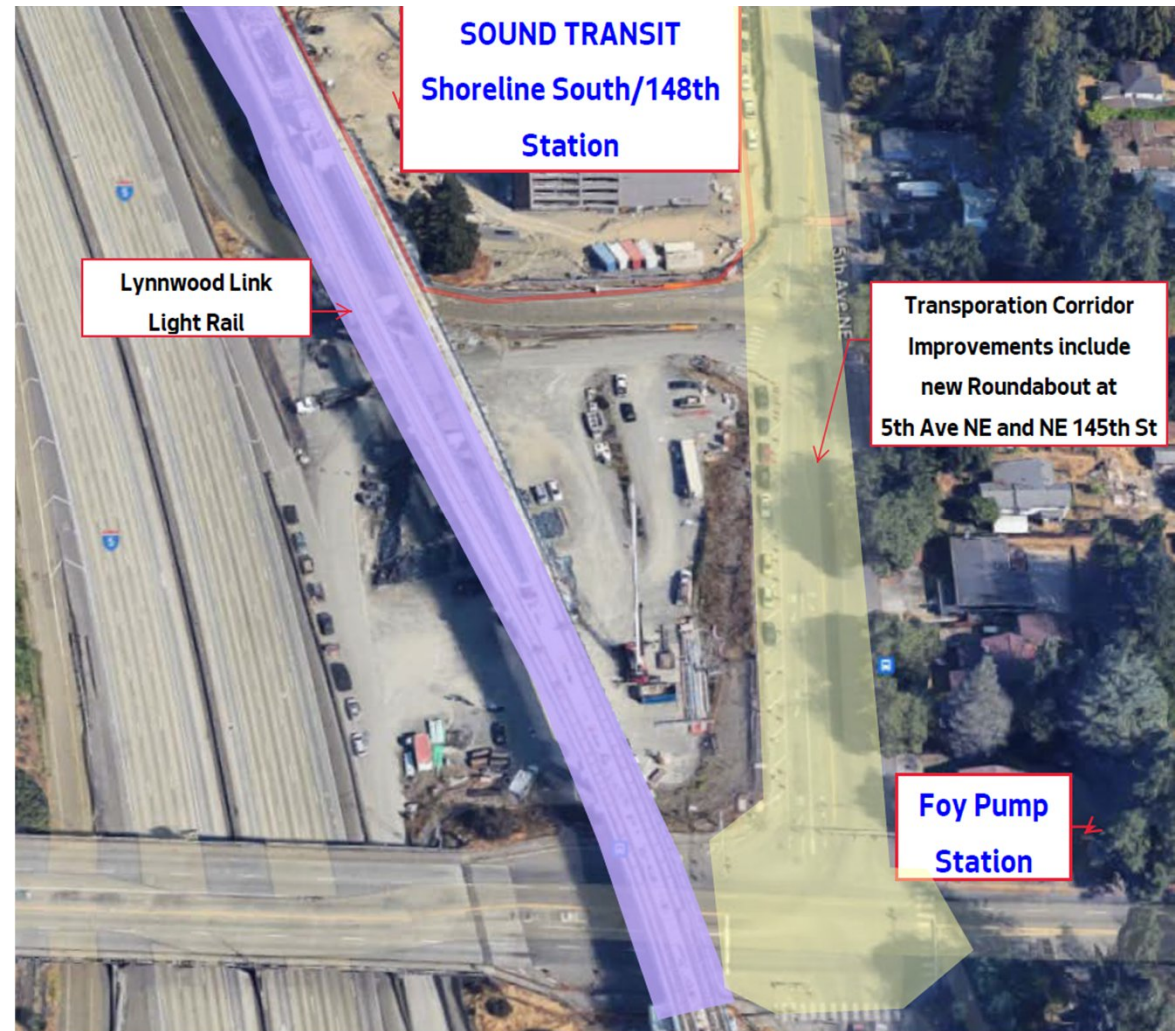 SOUND TRANSIT
Shoreline South/148th
Station
Lynnwood Link
Light Rail
5th Ave NE
Transporation Corridor
Improvements include
new Roundabout at
5th Ave NE and NE 145th St
Foy Pump
Station
5
5